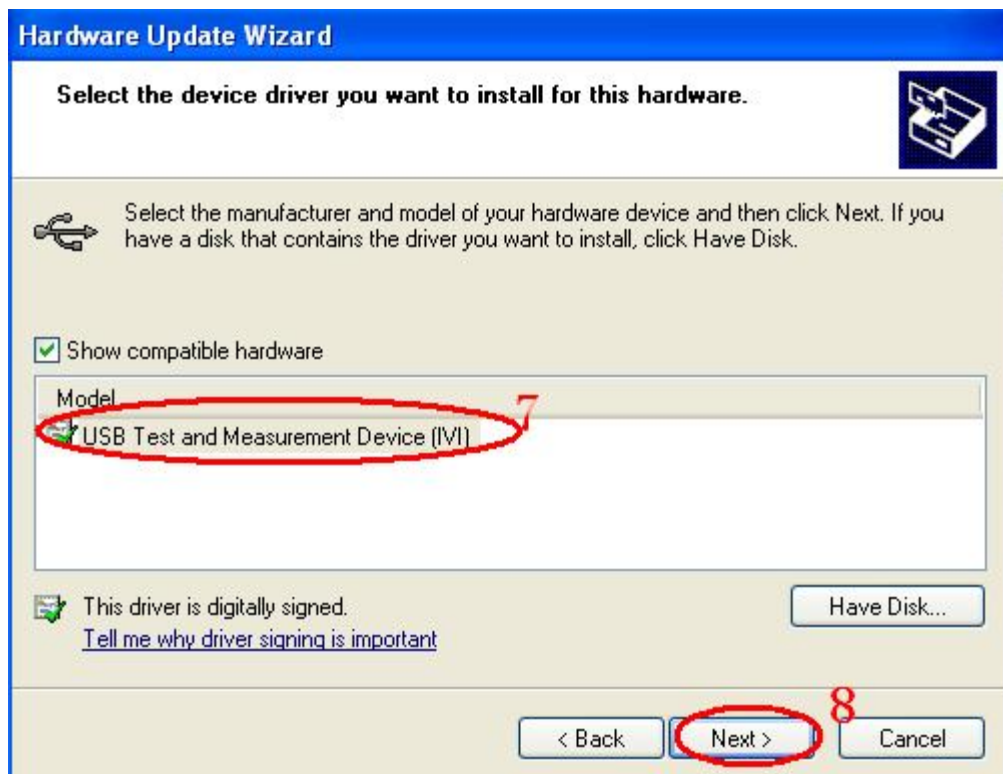 Hardware Update Wizard
Select the device driver you want to install for this hardware.
Select the manufacturer and model of your hardware device and then click Next. If you
have a disk that contains the driver you want to install, click Have Disk.
Show compatible hardware
Model
7
USB Test and Measurement Device (IVI)
This driver is digitally signed.
Have Disk...
Tell me why driver signing is important
8
< Back
Next >
Cancel